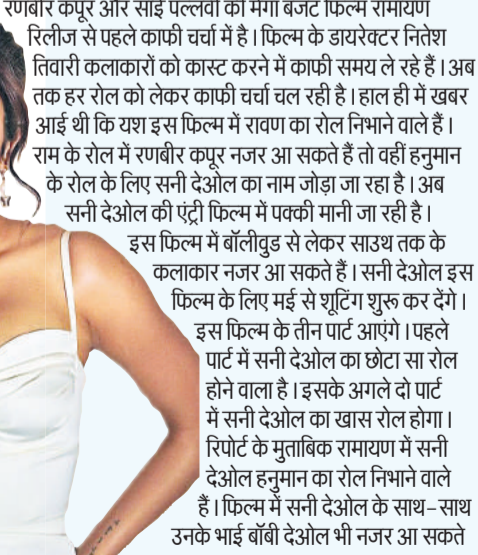 रणबीर कपूर और साई पल्लवी की मेगा बजट फिल्म रामायण
रिलीज से पहले काफी चर्चा में है। फिल्म के डायरेक्टर नितेश
तिवारी कलाकारों को कास्ट करने में काफी समय ले रहे हैं। अब
तक हर रोल को लेकर काफी चर्चा चल रही है। हाल ही में खबर
आई थी कि यश इस फिल्म में रावण का रोल निभाने वाले हैं।
राम के रोल में रणबीर कपूर नजर आ सकते हैं तो वहीं हनुमान
के रोल के लिए सनी देओल का नाम जोड़ा जा रहा है। अब
सनी देओल की एंट्री फिल्म में पक्की मानी जा रही है।
इस फिल्म में बॉलीवुड से लेकर साउथ तक के
कलाकार नजर आ सकते हैं। सनी देओल इस
फिल्म के लिए मई से शूटिंग शुरू कर देंगे।
इस फिल्म के तीन पार्ट आएंगे। पहले
पार्ट में सनी देओल का छोटा सा रोल
होने वाला है। इसके अगले दो पार्ट
में सनी देओल का खास रोल होगा।
रिपोर्ट के मुताबिक रामायण में सनी
देओल हनुमान का रोल निभाने वाले
हैं। फिल्म में सनी देओल के साथ-साथ
उनके भाई बॉबी देओल भी नजर आ सकते